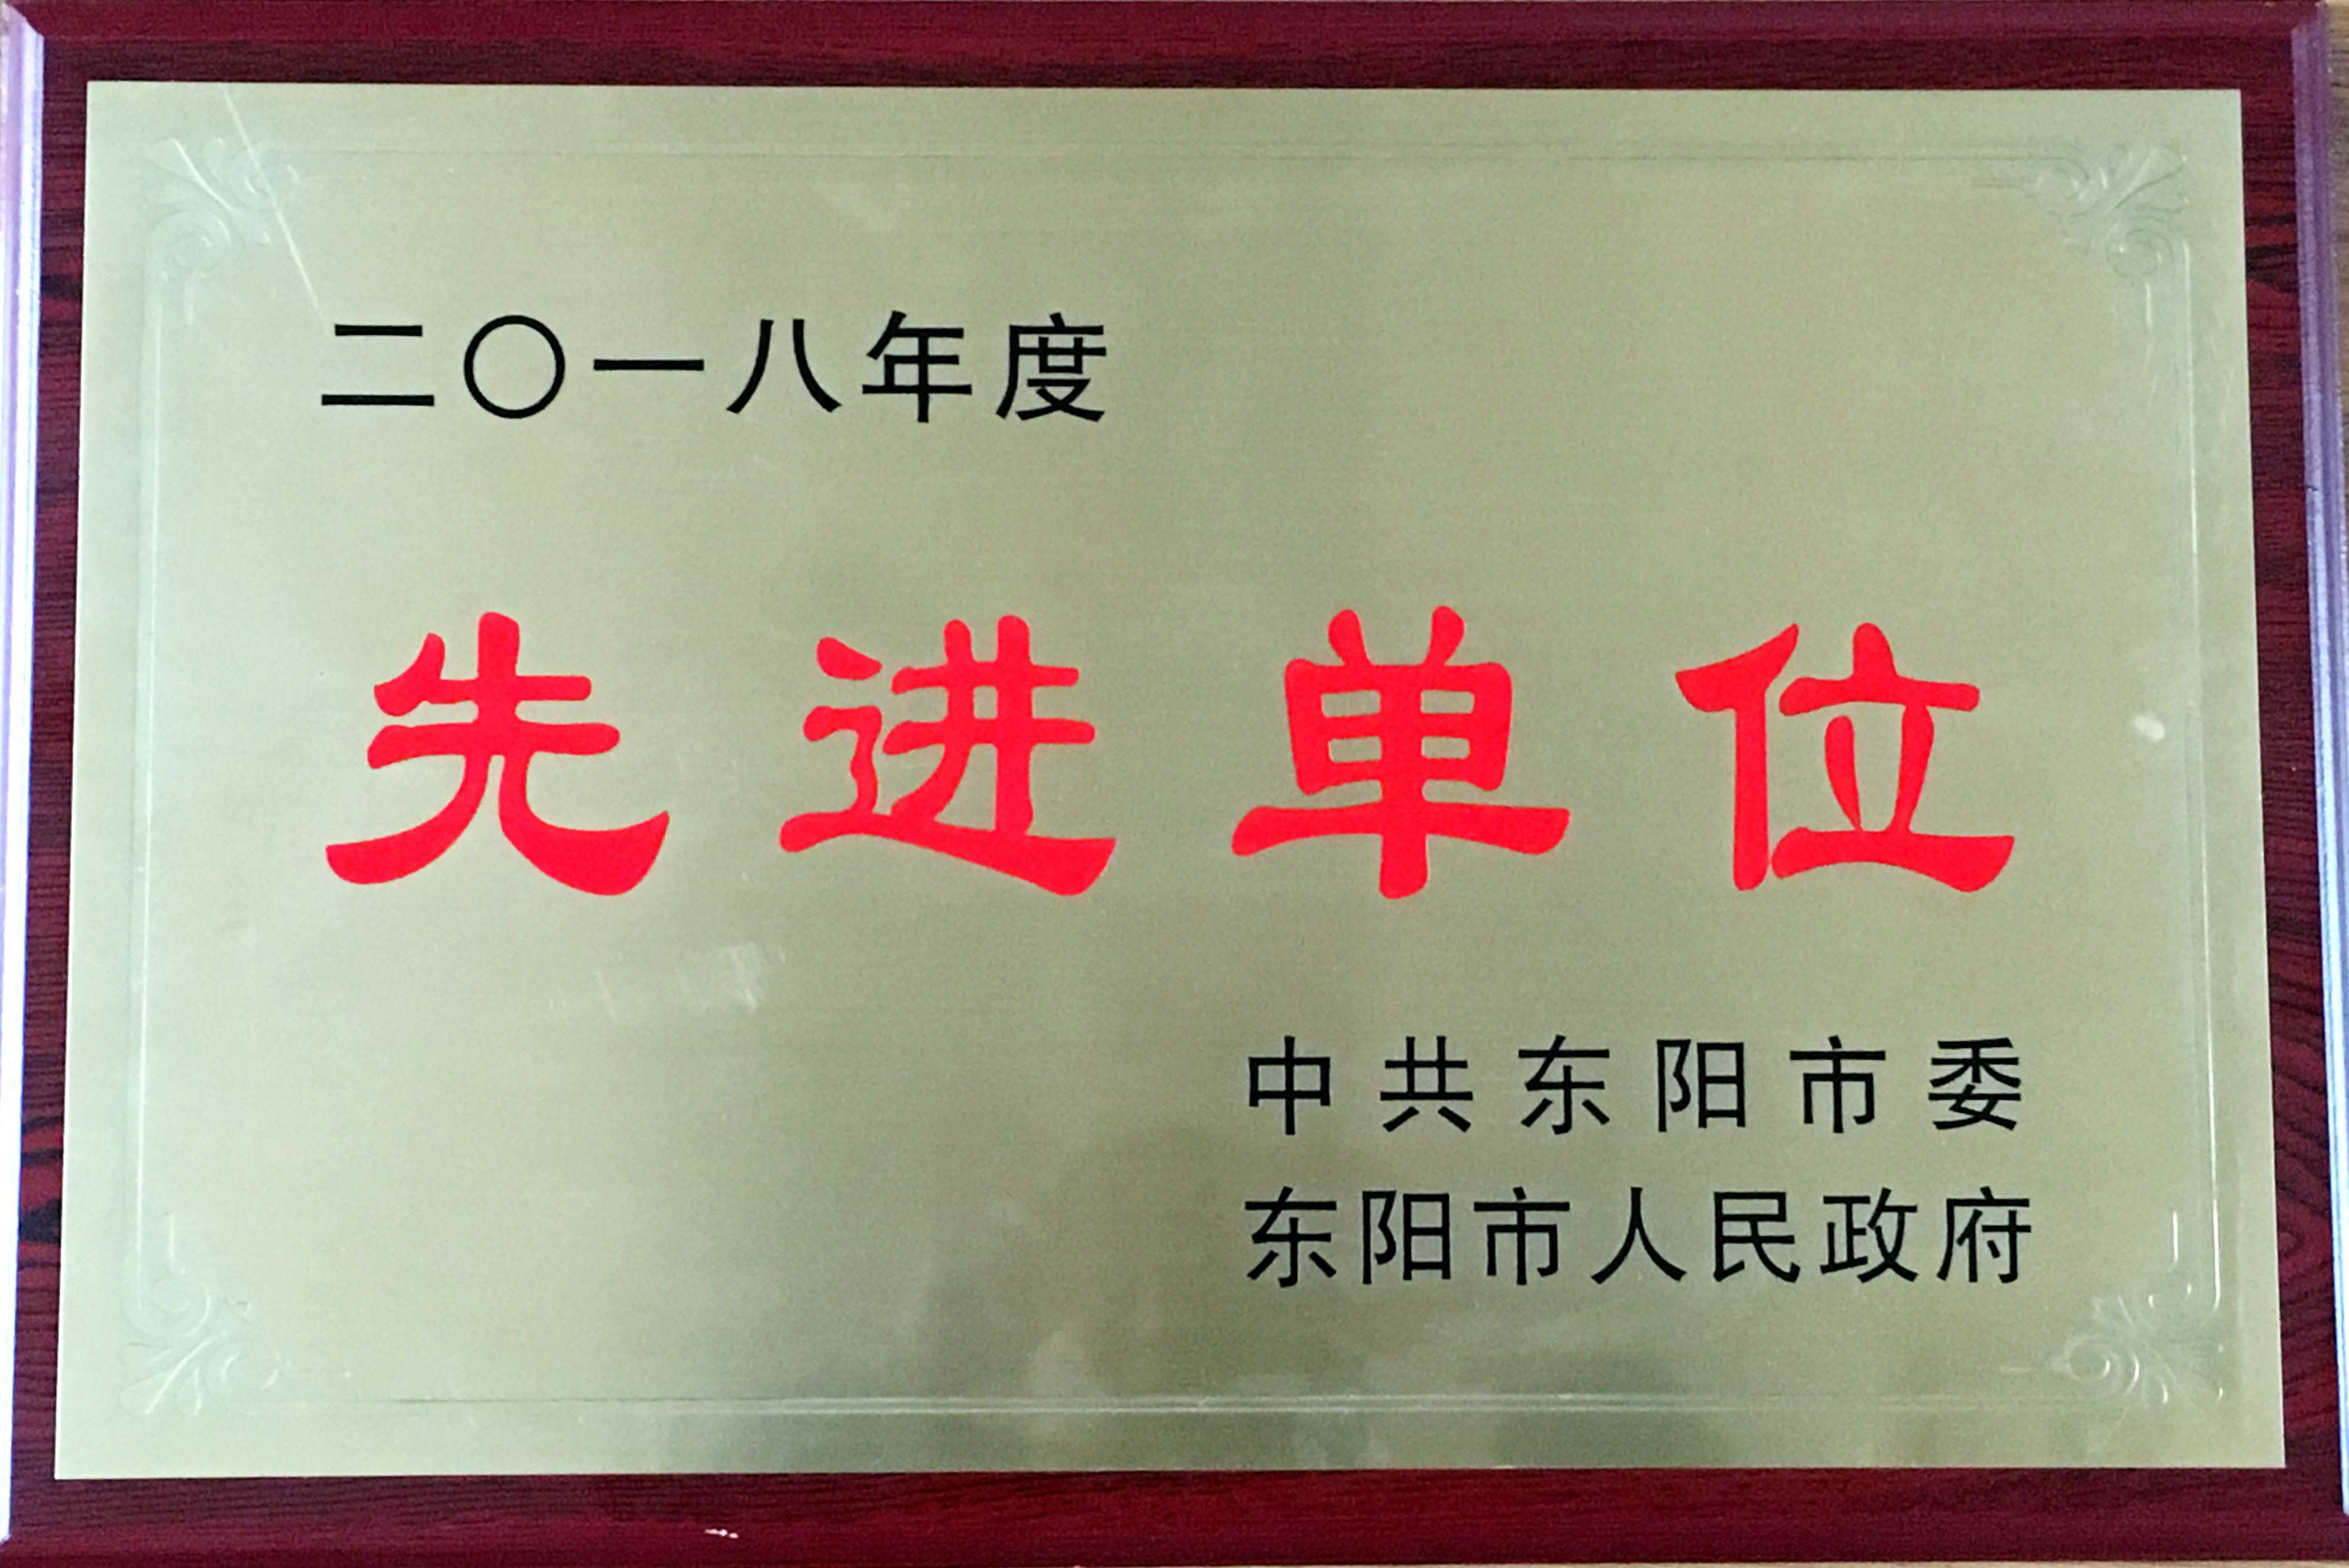 二〇一八年度
先进单位
中共东阳市委
东阳市人民政府